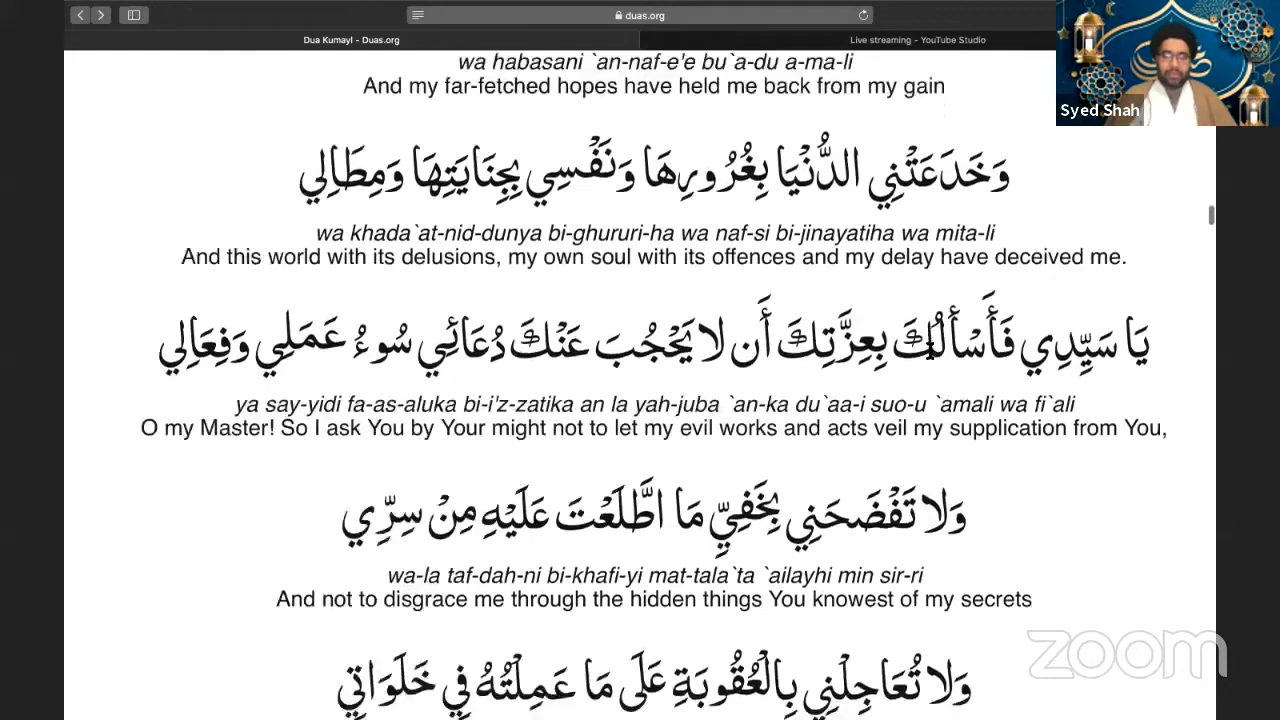 duas.org
Dua Kumayl - Duas.org
Live streaming - YouTube Studio
Syed Shah
wa habasani `an-naf-e'e bu`a-du a-ma-li
And my far-fetched hopes have held me back from my gain
وَخَدَعَتْنِي الدُّنْيَا بِغُرُورِهَا وَنَفْسِي بِجِنَايَتِهَا وَمِطَالِي
wa khada`at-nid-dunya bi-ghururi-ha wa naf-si bi-jinayatiha wa mita-li
And this world with its delusions, my own soul with its offences and my delay have deceived me.
يَا سَيِّدِي فَأَسْأَلُكَ بِعِزَّتِكَ أَن لا يَحْجُبَ عَنْكَ دُعَائِي سُوءُ عَمَلِي وَفِعَالِي
ya say-yidi fa-as-aluka bi-i'z-zatika an la yah-juba `an-ka du`aa-i suo-u `amali wa fi`ali
O my Master! So I ask You by Your might not to let my evil works and acts veil my supplication from You,
وَلا تَفْضَحَنِي بِخَفِيِّ مَا اطَّلَعْتَ عَلَيْهِ مِنْ سِرِّي
wa-la taf-dah-ni bi-khafi-yi mat-tala`ta `ailayhi min sir-ri
And not to disgrace me through the hidden things You knowest of my secrets
وَلا تُعَاجِلْنِي بِالْعُقُوبَةِ عَلَى مَا عَمِلْتُهُ فِي خَلَوَاتِي
zoom